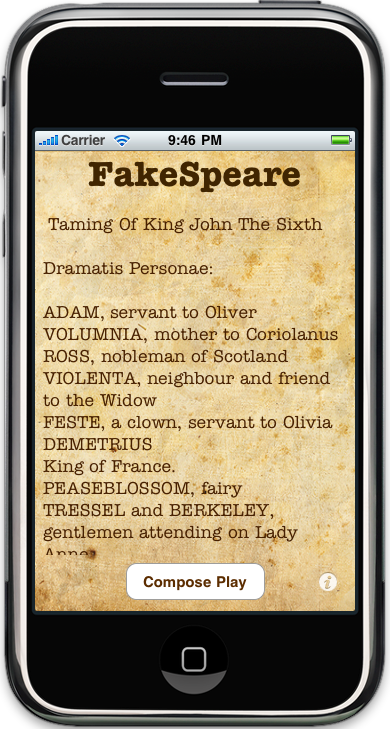 Carrier
9:46 PM
FakeSpeare
Taming Of King John The Sixth
Dramatis Personae:
ADAM, servant to Oliver
VOLUMNIA, mother to Coriolanus
ROSS, nobleman of Scotland
VIOLENTA, neighbour and friend
to the Widow
FESTE, a clown, servant to Olivia
DEMETRIUS
King of France.
PEASEBLOSSOM, fairy
TRESSEL and BERKELEY,
gentlemen attending on Lady
Anne.
Compose Play
i